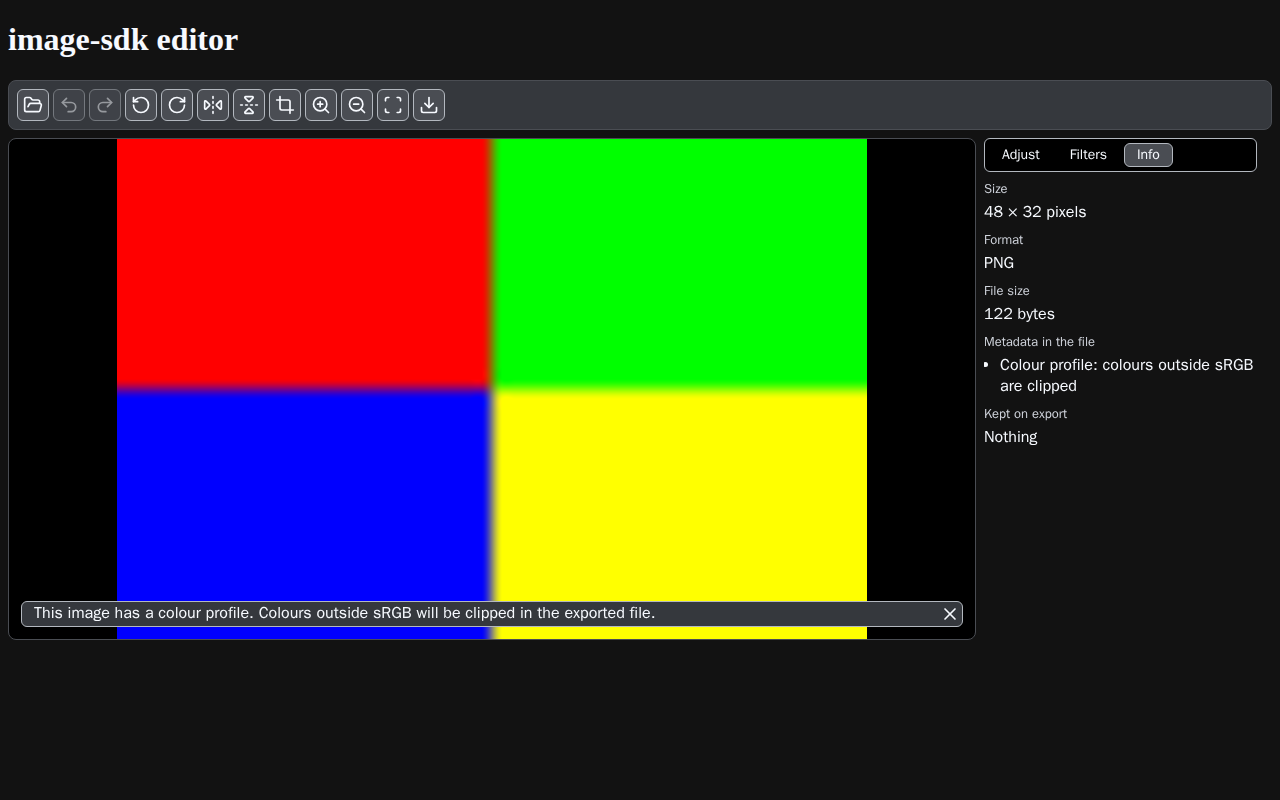 image-sdk editor
Adjust Filters Info
Size
48 × 32 pixels
Format
PNG
File size
122 bytes
Metadata in the file
• Colour profile: colours outside sRGB
are clipped
Kept on export
Nothing
This image has a colour profile. Colours outside sRGB will be clipped in the exported file.